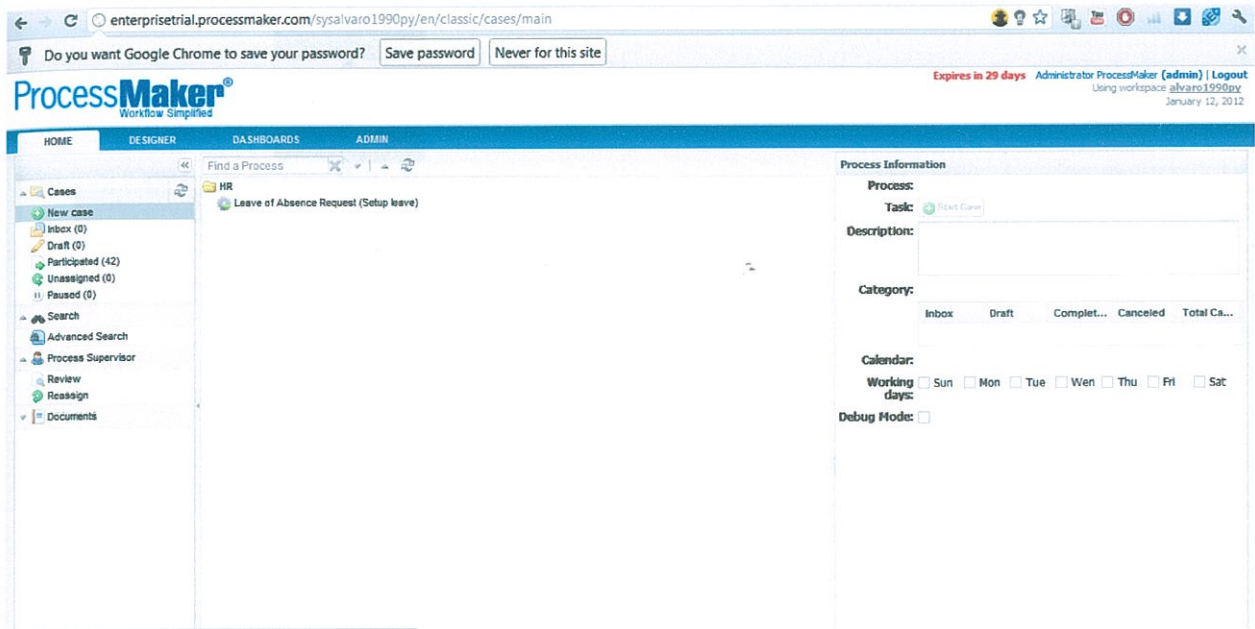 enterprisetrial.processmaker.com/sysalvaro1990py/en/classic/cases/main
Do you want Google Chrome to save your password? Save password Never for this site
ProcessMaker®
Workflow Simplified
Expires in 29 days Administrator ProcessMaker (admin) | Logout
Using workspace alvaro1990py
January 12, 2012
HOME DESIGNER DASHBOARDS ADMIN
Find a Process
Cases
New case
Inbox (0)
Draft (0)
Participated (42)
Unassigned (0)
Paused (0)
Search
Advanced Search
Process Supervisor
Review
Reassign
Documents
HR
Leave of Absence Request (Setup leave)
Process Information
Process:
Task: Start Case
Description:
Category:
Inbox Draft Complet... Canceled Total Ca...
Calendar:
Working days: Sun Mon Tue Wen Thu Fri Sat
Debug Mode: